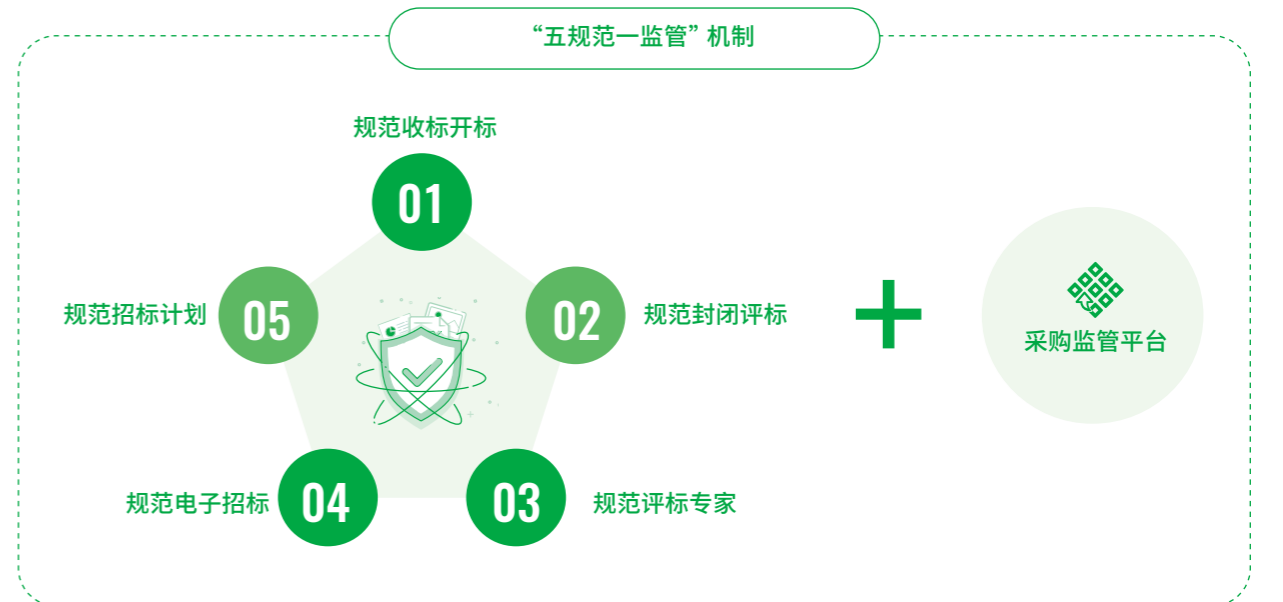 “五规范一监管”机制
规范收标开标
01
规范招标计划
05
02
规范封闭评标
采购监管平台
规范电子招标
04
03
规范评标专家